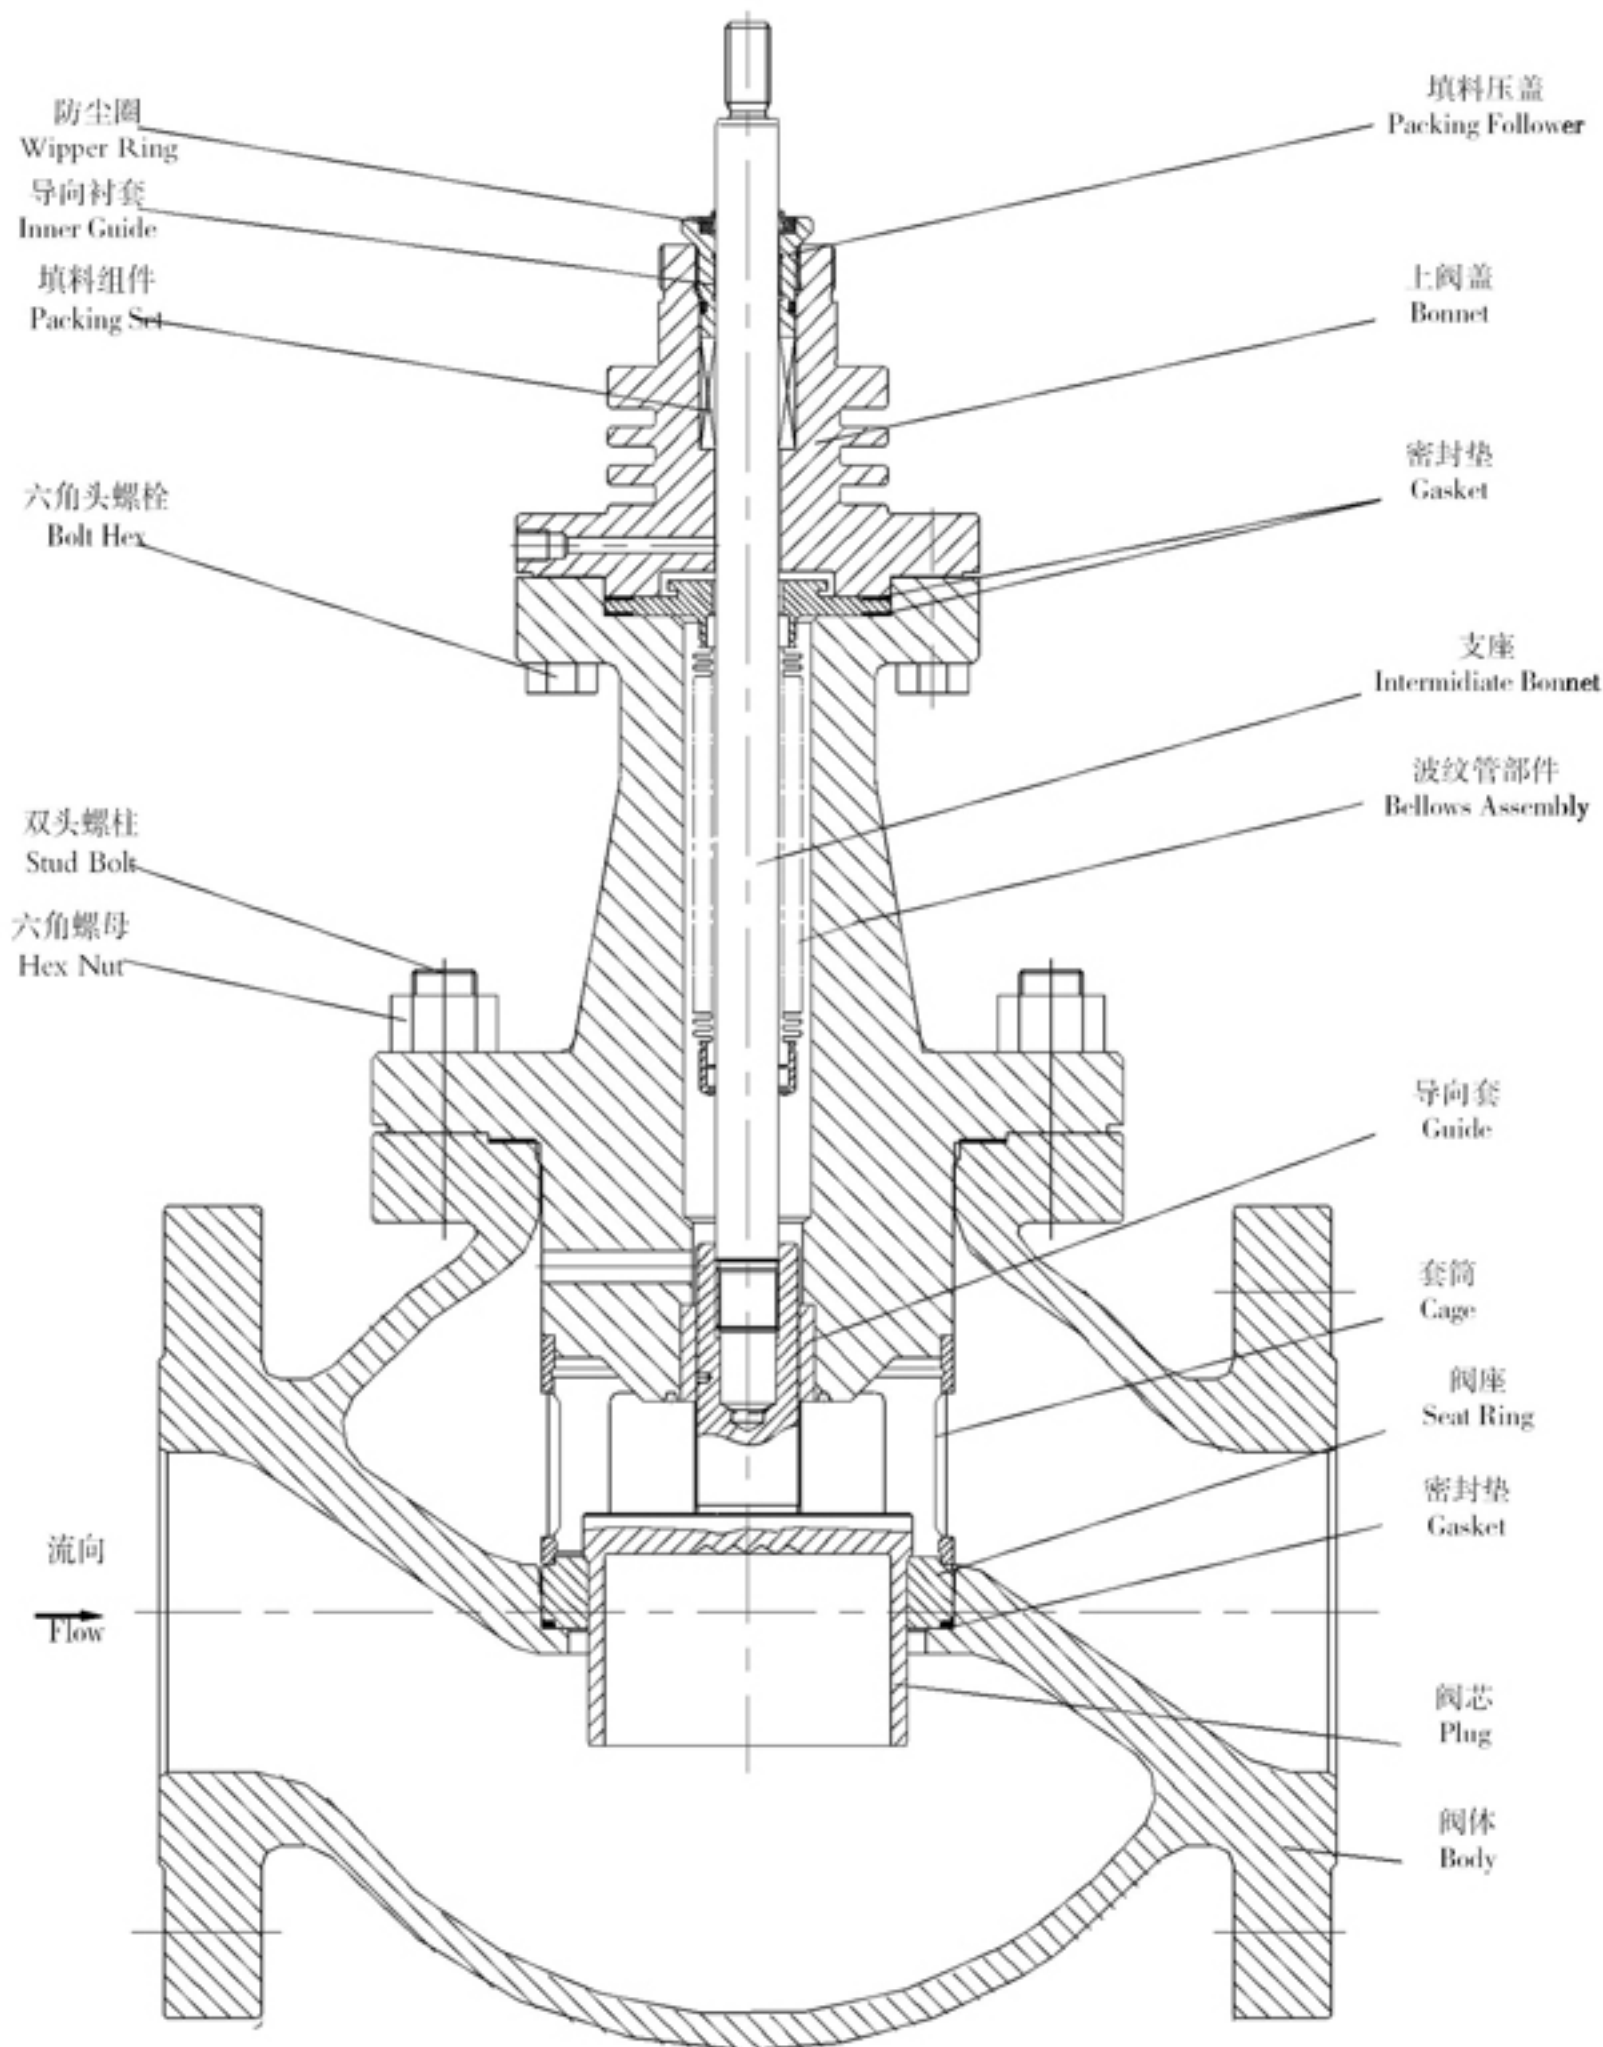 防尘圈
Wipper Ring
导向衬套
Inner Guide
填料组件
Packing Set
六角头螺栓
Bolt Hex
双头螺柱
Stud Bolt
六角螺母
Hex Nut
流向
Flow
填料压盖
Packing Follower
上阀盖
Bonnet
密封垫
Gasket
支座
Intermidiate Bonnet
波纹管部件
Bellows Assembly
导向套
Guide
套筒
Cage
阀座
Seat Ring
密封垫
Gasket
阀芯
Plug
阀体
Body